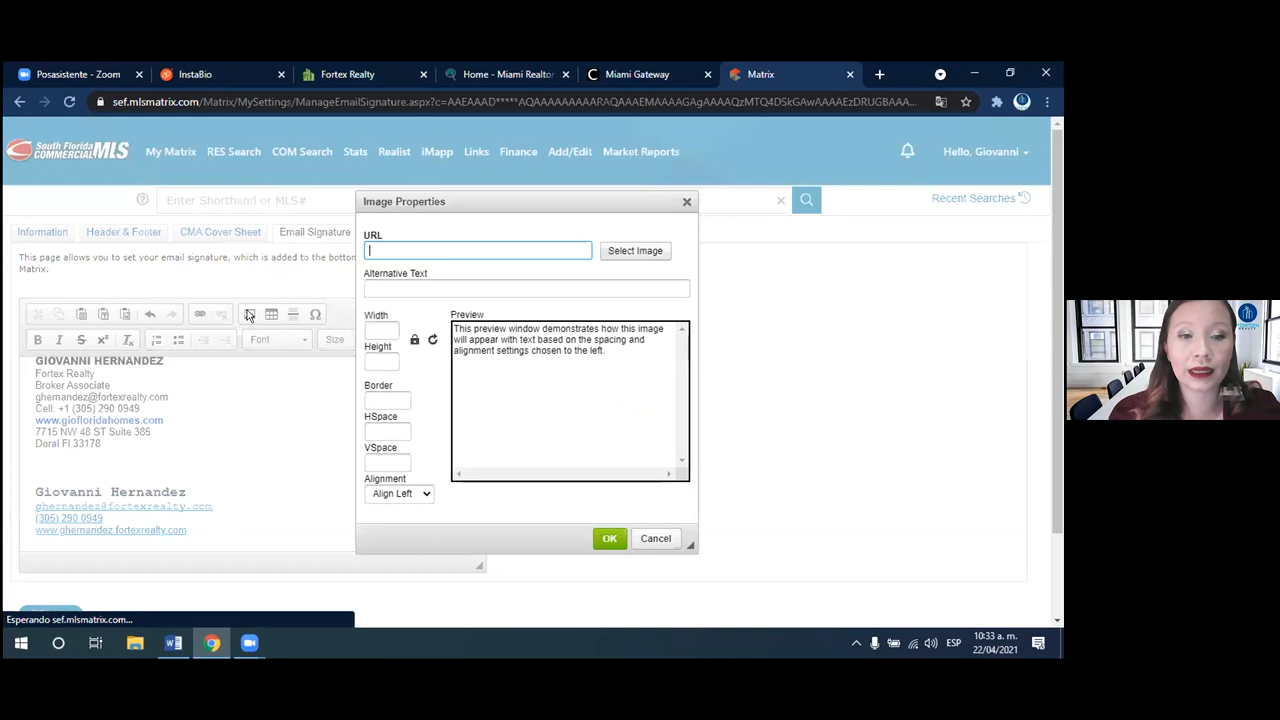 Posasistente - Zoom
InstaBio
Fortex Realty
Home - Miami Realtor
Miami Gateway
Matrix
sef.mlsmatrix.com/Matrix/MySettings/ManageEmailSignature.aspx?c=AAEAAAD*****AQAAAAAAAAARAQAAAEMAAAAGAgAAAAQzMTQ4DSkGAwAAAAEzDRUGBAAA...
South Florida
COMMERCIAL MLS
My Matrix
RES Search
COM Search
Stats
Realist
iMapp
Links
Finance
Add/Edit
Market Reports
Hello, Giovanni
Enter Shorthand or MLS#
Recent Searches
Information
Header & Footer
CMA Cover Sheet
Email Signature
This page allows you to set your email signature, which is added to the bottom
Matrix.
Font
Size
GIOVANNI HERNANDEZ
Fortex Realty
Broker Associate
ghernandez@fortexrealty.com
Cell: +1 (305) 290 0949
www.giofloridahomes.com
7715 NW 48 ST Suite 385
Doral Fl 33178
Giovanni Hernandez
ghernandez@fortexrealty.com
(305) 290 0949
www.ghernandez.fortexrealty.com
Image Properties
URL
Select Image
Alternative Text
Width
Height
Border
HSpace
VSpace
Alignment
Align Left
Preview
This preview window demonstrates how this image
will appear with text based on the spacing and
alignment settings chosen to the left.
OK
Cancel
Esperando sef.mlsmatrix.com...
ESP
10:33 a. m.
22/04/2021